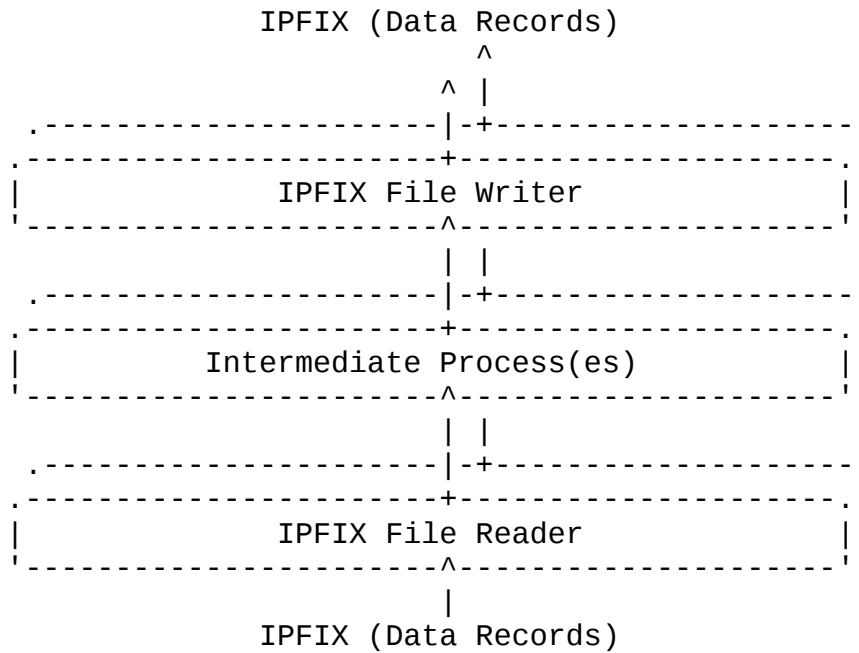 IPFIX (Data Records)
IPFIX File Writer
Intermediate Process(es)
IPFIX File Reader
IPFIX (Data Records)